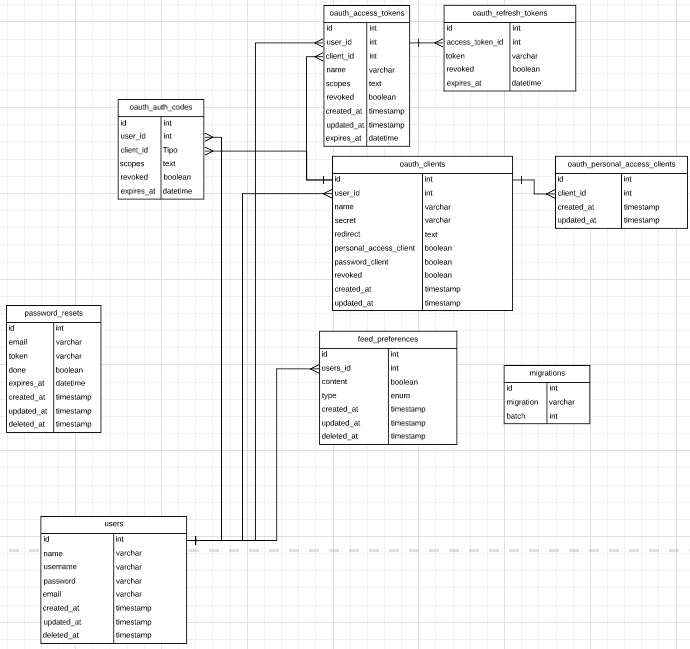 oauth_access_tokens
id int
user_id int
client_id int
name varchar
scopes text
revoked boolean
created_at timestamp
updated_at timestamp
expires_at datetime
oauth_refresh_tokens
id int
access_token_id int
token varchar
revoked boolean
expires_at datetime
oauth_auth_codes
id int
user_id int
client_id Tipo
scopes text
revoked boolean
expires_at datetime
oauth_clients
id int
user_id int
name varchar
secret varchar
redirect text
personal_access_client boolean
password_client boolean
revoked boolean
created_at timestamp
updated_at timestamp
oauth_personal_access_clients
id int
client_id int
created_at timestamp
updated_at timestamp
password_resets
id int
email varchar
token varchar
done boolean
expires_at datetime
created_at timestamp
updated_at timestamp
deleted_at timestamp
feed_preferences
id int
users_id int
content boolean
type enum
created_at timestamp
updated_at timestamp
deleted_at timestamp
migrations
id int
migration varchar
batch int
users
id int
name varchar
username varchar
password varchar
email varchar
created_at timestamp
updated_at timestamp
deleted_at timestamp